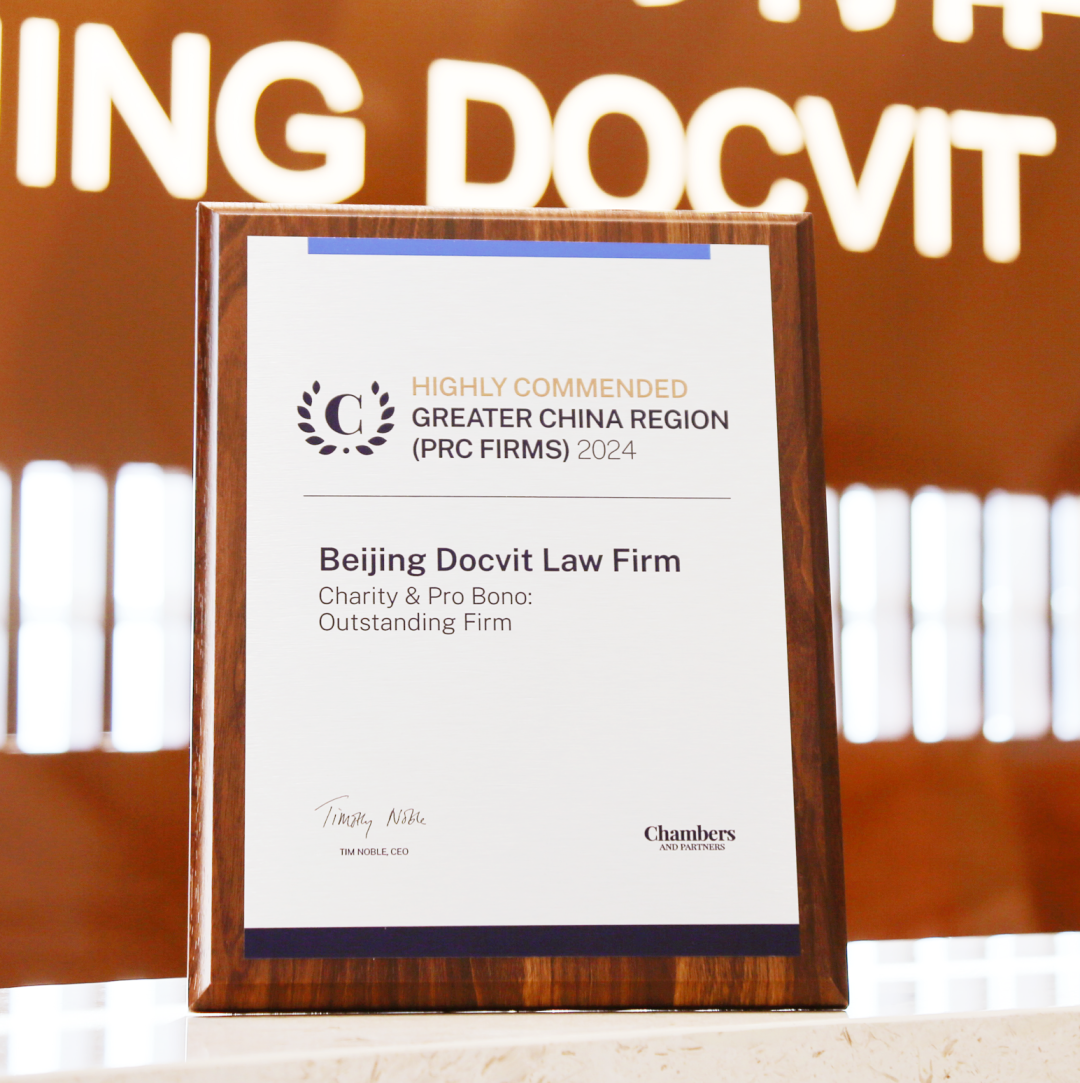 ING DOCVIT
C
HIGHLY COMMENDED
GREATER CHINA REGION
(PRC FIRMS) 2024
Beijing Docvit Law Firm
Charity & Pro Bono:
Outstanding Firm
Timothy Noble
TIM NOBLE, CEO
Chambers
AND PARTNERS